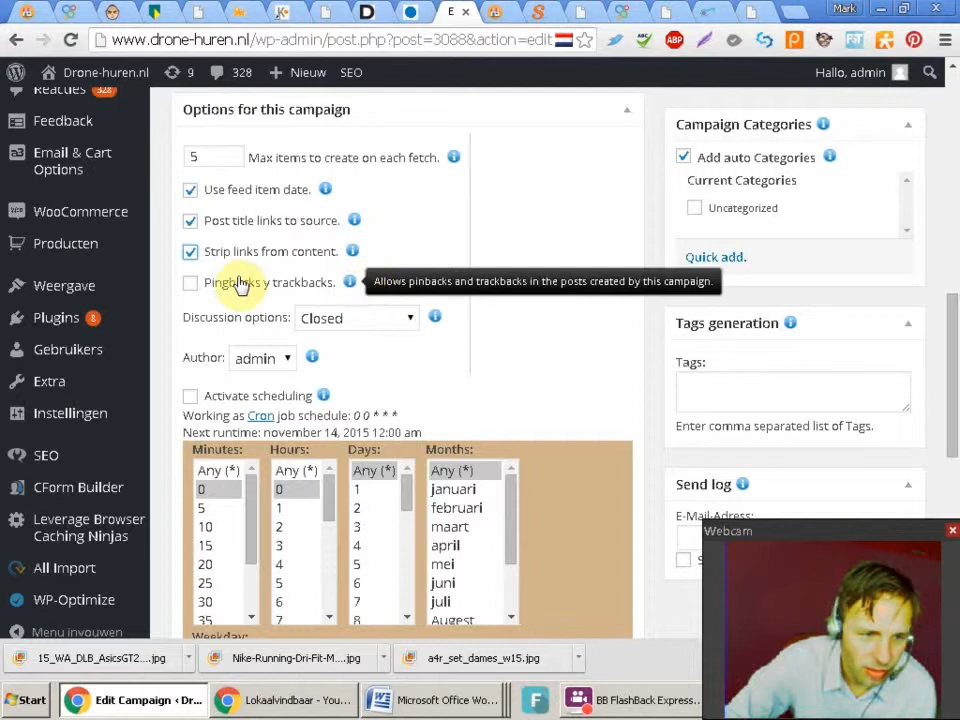 E
Mark
www.drone-huren.nl/wp-admin/post.php?post=3088&action=edit
Drone-huren.nl
9
328
Nieuw
SEO
Hallo, admin
Reacties 328
Feedback
Email & Cart
Options
WooCommerce
Producten
Weergave
Plugins 8
Gebruikers
Extra
Instellingen
SEO
CForm Builder
Leverage Browser
Caching Ninjas
All Import
WP-Optimize
Menu invouwen
Options for this campaign
5 Max items to create on each fetch.
Use feed item date.
Post title links to source.
Strip links from content.
Pingbacks y trackbacks.
Allows pinbacks and trackbacks in the posts created by this campaign.
Discussion options: Closed
Author: admin
Activate scheduling
Working as Cron job schedule: 0 0 * * *
Next runtime: november 14, 2015 12:00 am
Minutes: Hours: Days: Months:
Any (*) Any (*) Any (*) Any (*)
0 0 1 januari
5 1 2 februari
10 2 3 maart
15 3 4 april
20 4 5 mei
25 5 6 juni
30 6 7 juli
35 7 8 Augest
Weekday:
Campaign Categories
Add auto Categories
Current Categories
Uncategorized
Quick add.
Tags generation
Tags:
Enter comma separated list of Tags.
Send log
E-Mail-Adress:
Webcam
15_WA_DLB_AsicsGT2....jpg
Nike-Running-Dri-Fit-M....jpg
a4r_set_dames_w15.jpg
Start
Edit Campaign ‹ Dr...
Lokaalvindbaar - You...
Microsoft Office Wo...
F
BB FlashBack Express...